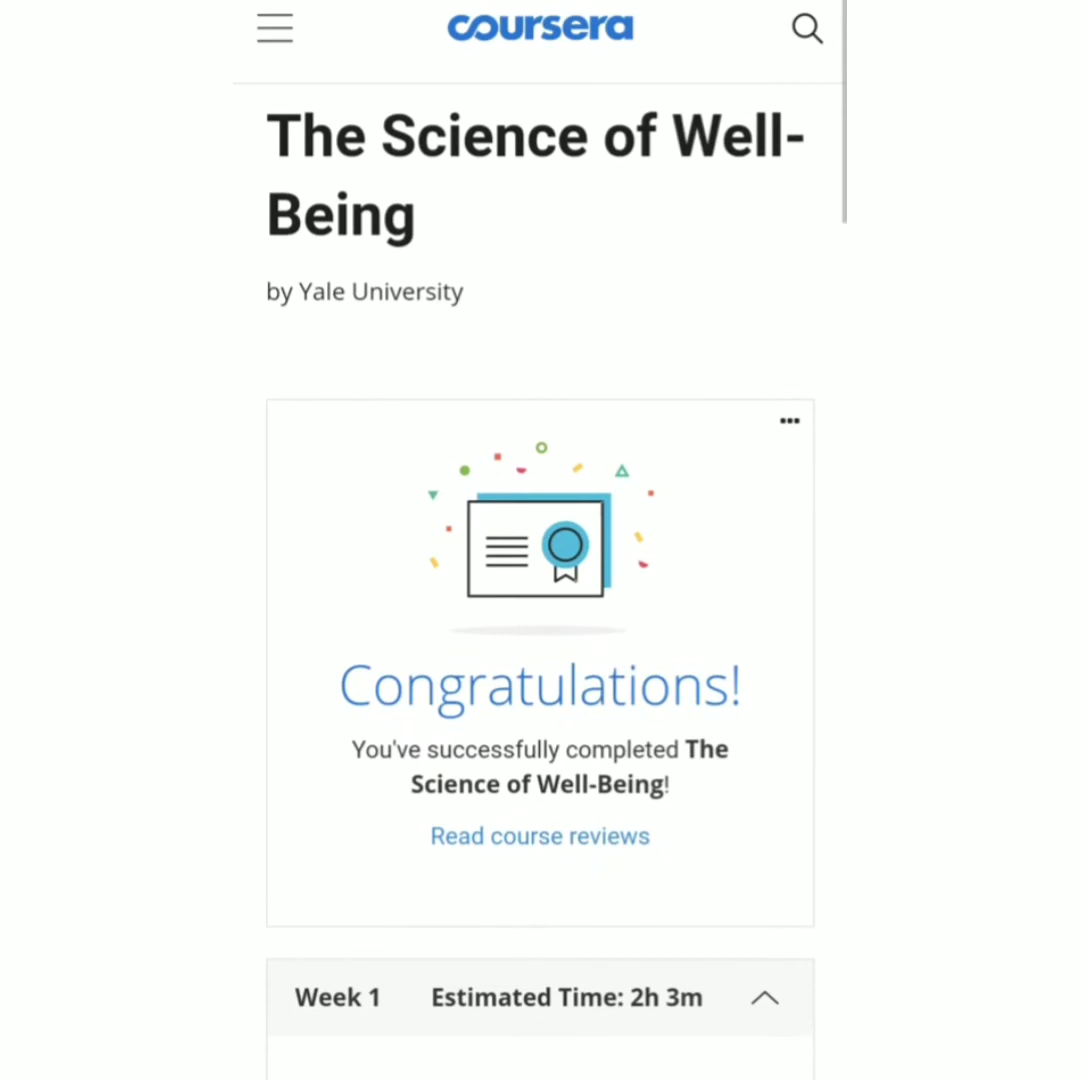 coursera
The Science of Well-
Being
by Yale University
Congratulations!
You've successfully completed The
Science of Well-Being!
Read course reviews
Week 1 Estimated Time: 2h 3m